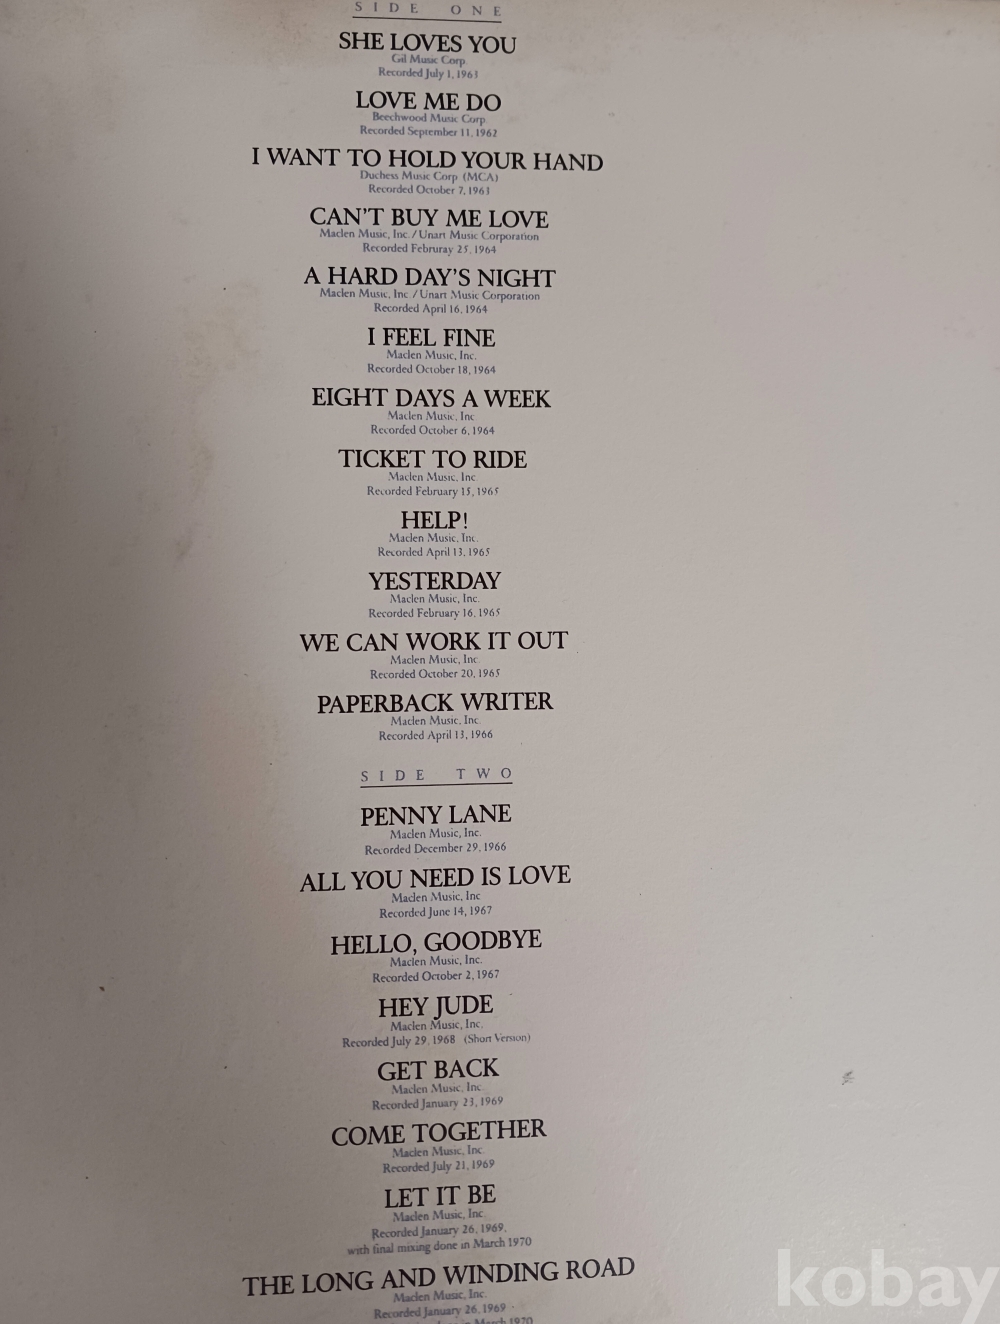 SIDE ONE
SHE LOVES YOU
Gil Music Corp.
Recorded July 1, 1963
LOVE ME DO
Beechwood Music Corp.
Recorded September 11, 1962
I WANT TO HOLD YOUR HAND
Duchess Music Corp (MCA)
Recorded October 7, 1963
CAN'T BUY ME LOVE
Maclen Music, Inc. / Unart Music Corporation
Recorded Februray 25, 1964
A HARD DAY'S NIGHT
Maclen Music, Inc / Unart Music Corporation
Recorded April 16, 1964
I FEEL FINE
Maclen Music, Inc.
Recorded October 18, 1964
EIGHT DAYS A WEEK
Maclen Music, Inc
Recorded October 6, 1964
TICKET TO RIDE
Maclen Music, Inc
Recorded February 15, 1965
HELP!
Maclen Music, Inc.
Recorded April 13, 1965
YESTERDAY
Maclen Music, Inc.
Recorded February 16, 1965
WE CAN WORK IT OUT
Maclen Music, Inc.
Recorded October 20, 1965
PAPERBACK WRITER
Maclen Music, Inc.
Recorded April 13, 1966
SIDE TWO
PENNY LANE
Maclen Music, Inc.
Recorded December 29, 1966
ALL YOU NEED IS LOVE
Maclen Music, Inc
Recorded June 14, 1967
HELLO, GOODBYE
Maclen Music, Inc.
Recorded October 2, 1967
HEY JUDE
Maclen Music, Inc.
Recorded July 29, 1968 (Short Version)
GET BACK
Maclen Music, Inc
Recorded January 23, 1969
COME TOGETHER
Maclen Music, Inc.
Recorded July 21, 1969
LET IT BE
Maclen Music, Inc
Recorded January 26, 1969,
with final mixing done in March 1970
THE LONG AND WINDING ROAD
Maclen Music, Inc.
Recorded January 26, 1969
March 1970
kobay